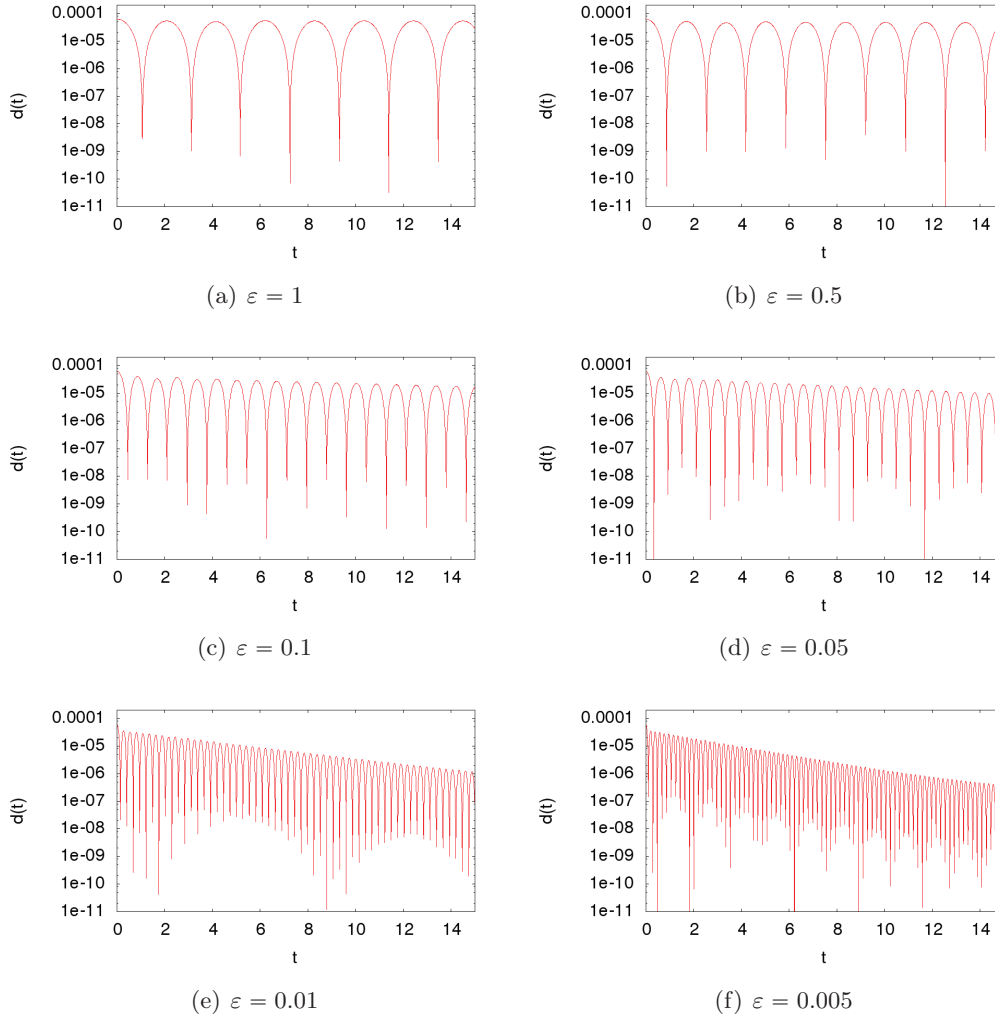 0.0001
1e-05
1e-06
1e-07
1e-08
1e-09
1e-10
1e-11
d(t)
0 2 4 6 8 10 12 14
t
(a) ε = 1
0.0001
1e-05
1e-06
1e-07
1e-08
1e-09
1e-10
1e-11
d(t)
0 2 4 6 8 10 12 14
t
(b) ε = 0.5
0.0001
1e-05
1e-06
1e-07
1e-08
1e-09
1e-10
1e-11
d(t)
0 2 4 6 8 10 12 14
t
(c) ε = 0.1
0.0001
1e-05
1e-06
1e-07
1e-08
1e-09
1e-10
1e-11
d(t)
0 2 4 6 8 10 12 14
t
(d) ε = 0.05
0.0001
1e-05
1e-06
1e-07
1e-08
1e-09
1e-10
1e-11
d(t)
0 2 4 6 8 10 12 14
t
(e) ε = 0.01
0.0001
1e-05
1e-06
1e-07
1e-08
1e-09
1e-10
1e-11
d(t)
0 2 4 6 8 10 12 14
t
(f) ε = 0.005